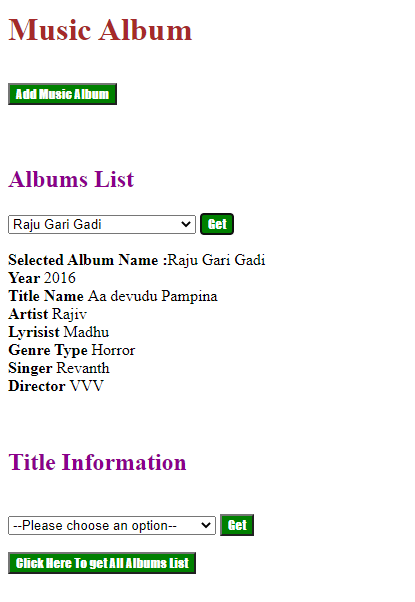 Music Album
Add Music Album
Albums List
Raju Gari Gadi Get
Selected Album Name :Raju Gari Gadi
Year 2016
Title Name Aa devudu Pampina
Artist Rajiv
Lyrisist Madhu
Genre Type Horror
Singer Revanth
Director VVV
Title Information
--Please choose an option-- Get
Click Here To get All Albums List